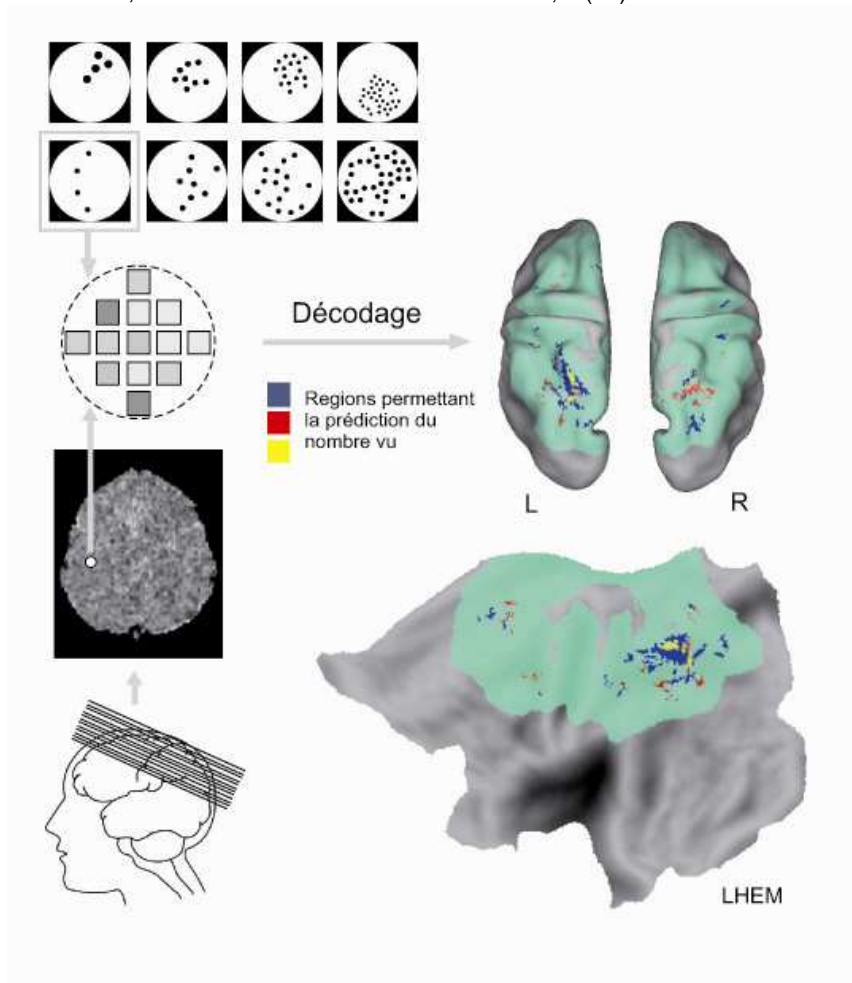 Décodage
Regions permettant
la prédiction du
nombre vu
L
R
LHEM